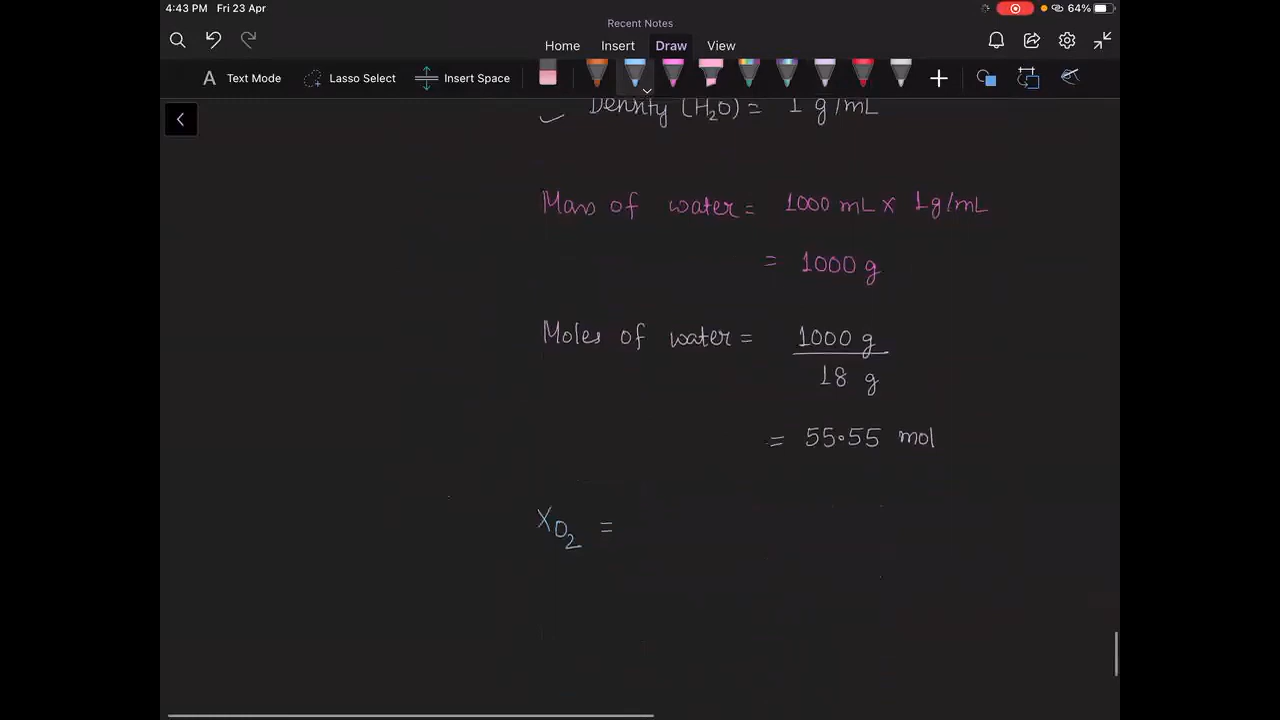 4:43 PM Fri 23 Apr
64%
Recent Notes
Home Insert Draw View
A Text Mode Lasso Select Insert Space
Density (H₂O) = 1 g/mL
Mass of water = 1000 mL × 1g/mL
= 1000 g
Moles of water = 1000 g
18 g
= 55.55 mol
X_O₂ =